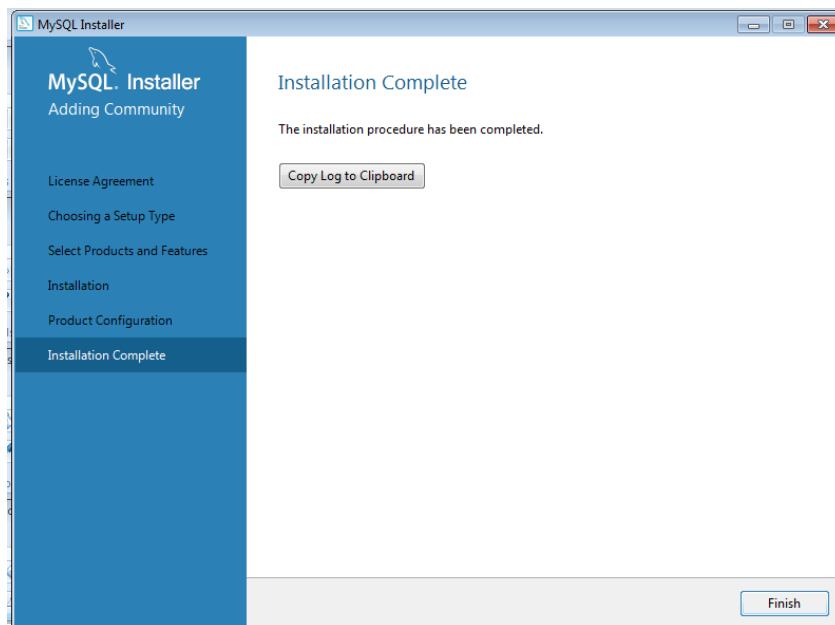 MySQL Installer
MySQL. Installer
Adding Community
License Agreement
Choosing a Setup Type
Select Products and Features
Installation
Product Configuration
Installation Complete
Installation Complete
The installation procedure has been completed.
Copy Log to Clipboard
Finish